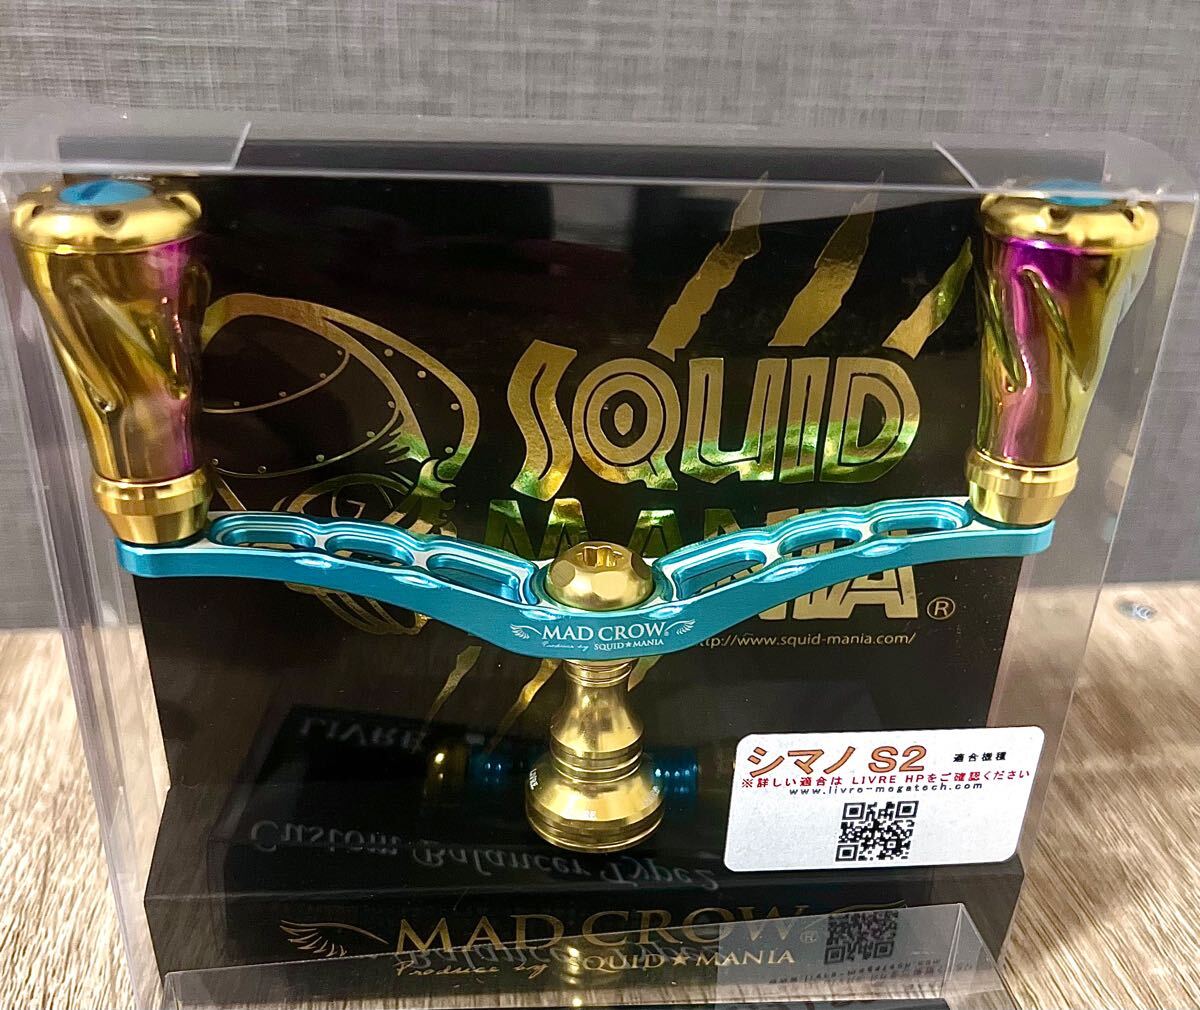 SQUID
MANIA®
http://www.squid-mania.com/
MAD CROW®
Produce by SQUID★MANIA
シマノ S2 適合機種
※詳しい適合は LIVRE HPをご確認ください
www.livre-megatech.com
LIVRE
Custom Balancer Type2
MAD CROW®
Produce by SQUID★MANIA